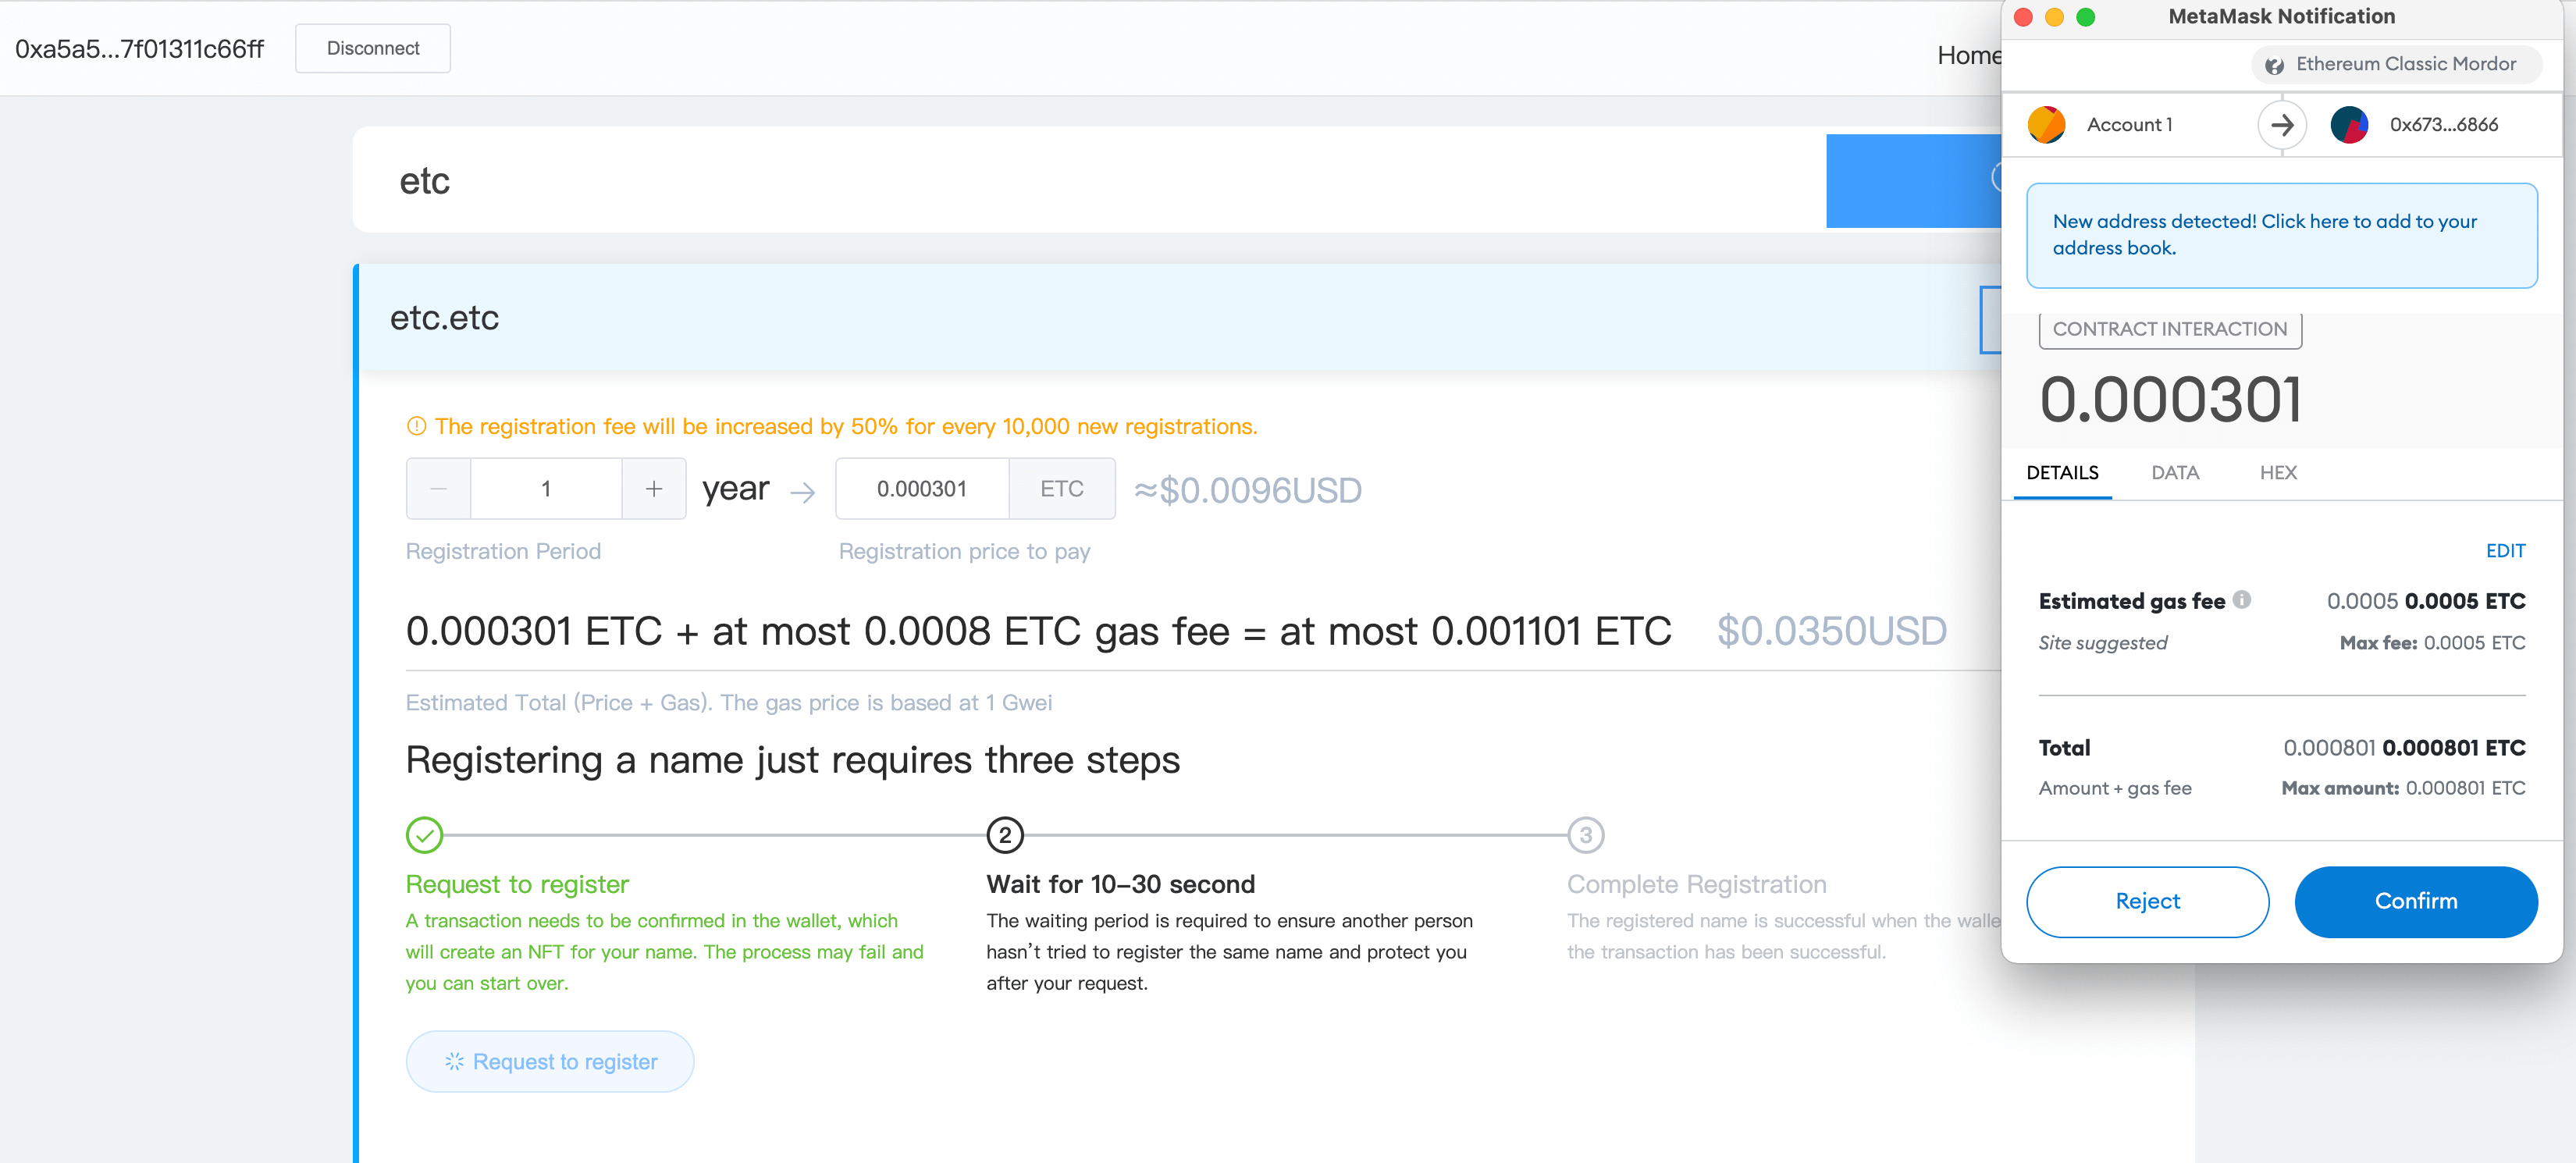 0xa5a5...7f01311c66ff
Disconnect
Home
etc
etc.etc
The registration fee will be increased by 50% for every 10,000 new registrations.
− 1 + year → 0.000301 ETC ≈$0.0096USD
Registration Period
Registration price to pay
0.000301 ETC + at most 0.0008 ETC gas fee = at most 0.001101 ETC $0.0350USD
Estimated Total (Price + Gas). The gas price is based at 1 Gwei
Registering a name just requires three steps
Request to register
A transaction needs to be confirmed in the wallet, which
will create an NFT for your name. The process may fail and
you can start over.
2
Wait for 10–30 second
The waiting period is required to ensure another person
hasn't tried to register the same name and protect you
after your request.
3
Complete Registration
The registered name is successful when the walle
the transaction has been successful.
Request to register
MetaMask Notification
Ethereum Classic Mordor
Account 1
0x673...6866
New address detected! Click here to add to your
address book.
CONTRACT INTERACTION
0.000301
DETAILS
DATA
HEX
EDIT
Estimated gas fee 0.0005 0.0005 ETC
Site suggested Max fee: 0.0005 ETC
Total 0.000801 0.000801 ETC
Amount + gas fee Max amount: 0.000801 ETC
Reject
Confirm